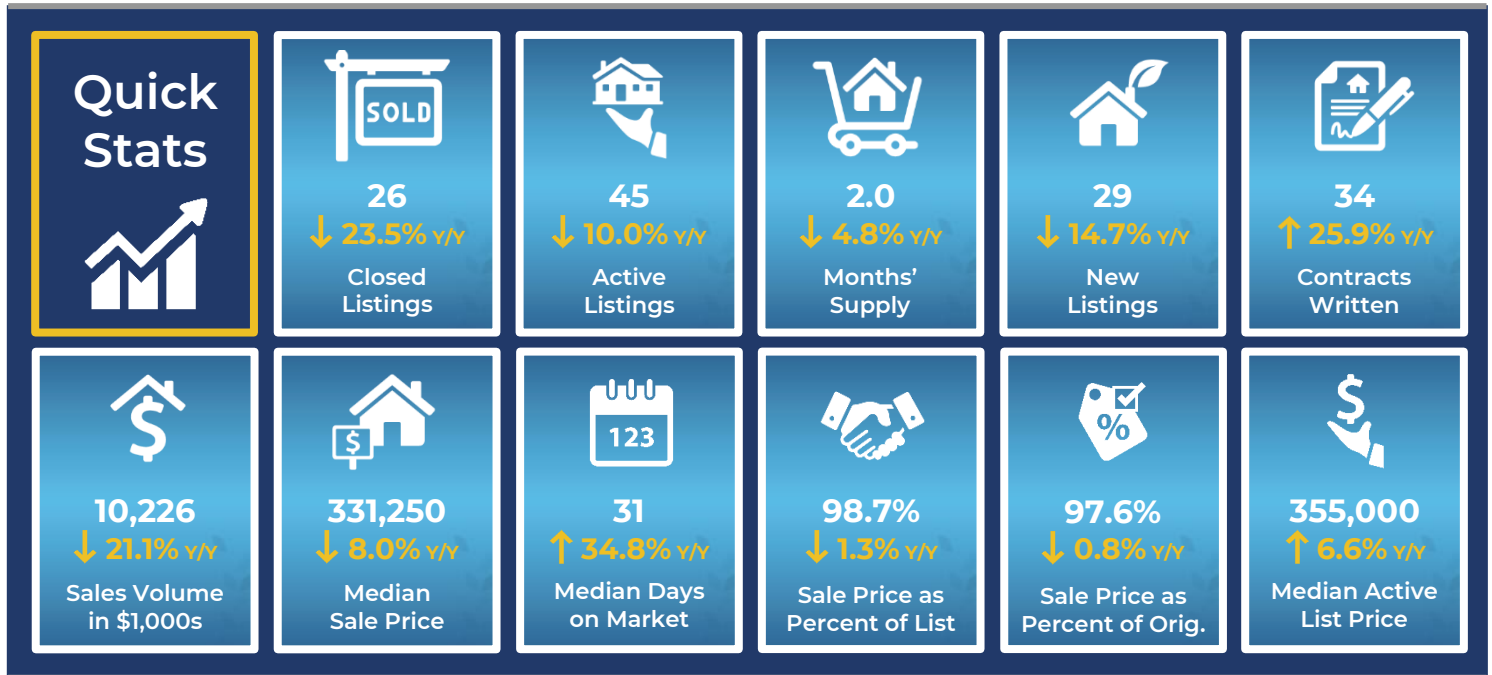 Quick
Stats
SOLD
26
↓ 23.5% Y/Y
Closed
Listings
45
↓ 10.0% Y/Y
Active
Listings
2.0
↓ 4.8% Y/Y
Months’
Supply
29
↓ 14.7% Y/Y
New
Listings
34
↑ 25.9% Y/Y
Contracts
Written
$
10,226
↓ 21.1% Y/Y
Sales Volume
in $1,000s
$
331,250
↓ 8.0% Y/Y
Median
Sale Price
123
31
↑ 34.8% Y/Y
Median Days
on Market
98.7%
↓ 1.3% Y/Y
Sale Price as
Percent of List
%
97.6%
↓ 0.8% Y/Y
Sale Price as
Percent of Orig.
$
355,000
↑ 6.6% Y/Y
Median Active
List Price